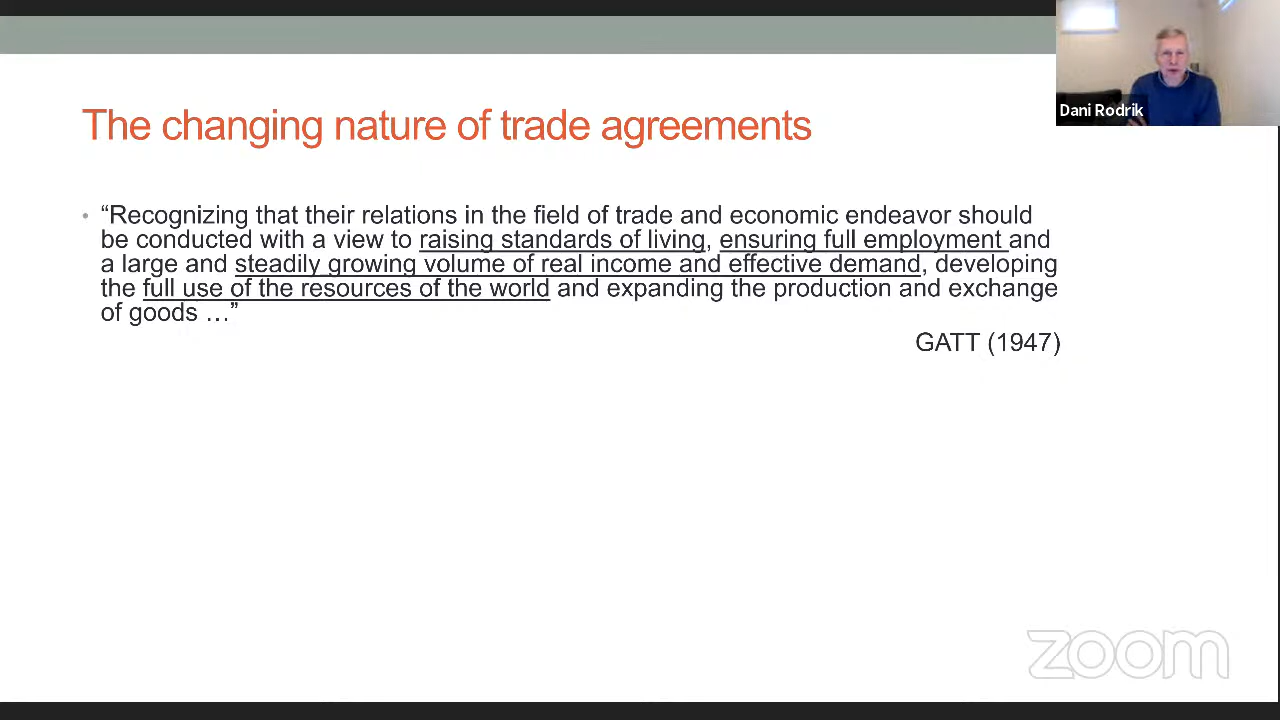 Dani Rodrik
The changing nature of trade agreements
• “Recognizing that their relations in the field of trade and economic endeavor should
be conducted with a view to raising standards of living, ensuring full employment and
a large and steadily growing volume of real income and effective demand, developing
the full use of the resources of the world and expanding the production and exchange
of goods …”
GATT (1947)
zoom